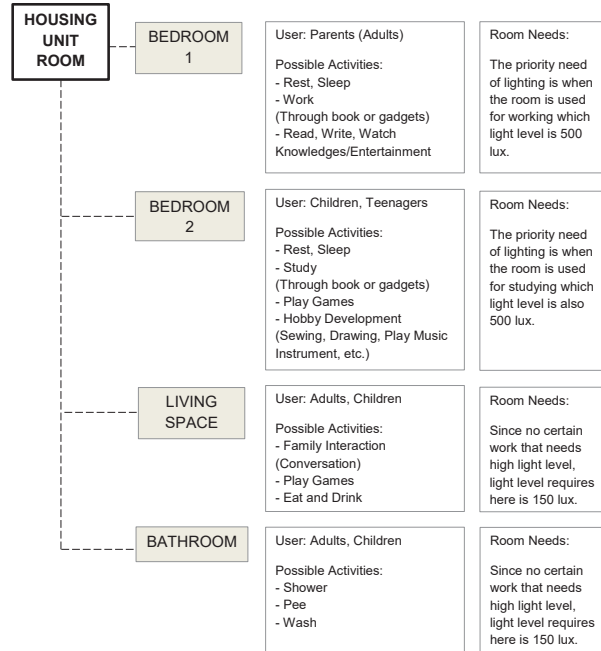 HOUSING
UNIT
ROOM
BEDROOM
1
User: Parents (Adults)
Possible Activities:
- Rest, Sleep
- Work
(Through book or gadgets)
- Read, Write, Watch
Knowledges/Entertainment
Room Needs:
The priority need
of lighting is when
the room is used
for working which
light level is 500
lux.
BEDROOM
2
User: Children, Teenagers
Possible Activities:
- Rest, Sleep
- Study
(Through book or gadgets)
- Play Games
- Hobby Development
(Sewing, Drawing, Play Music
Instrument, etc.)
Room Needs:
The priority need
of lighting is when
the room is used
for studying which
light level is also
500 lux.
LIVING
SPACE
User: Adults, Children
Possible Activities:
- Family Interaction
(Conversation)
- Play Games
- Eat and Drink
Room Needs:
Since no certain
work that needs
high light level,
light level requires
here is 150 lux.
BATHROOM
User: Adults, Children
Possible Activities:
- Shower
- Pee
- Wash
Room Needs:
Since no certain
work that needs
high light level,
light level requires
here is 150 lux.